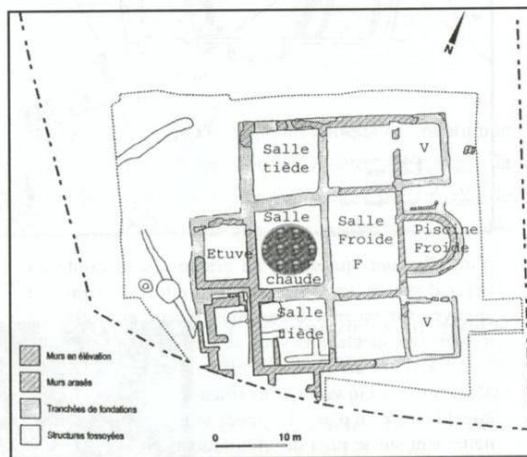 N
Salle
tiède
V
Salle
chaude
Etuve
Salle
Froide
F
Piscine
Froide
Salle
tiède
V
Murs en élévation
Murs arasés
Tranchées de fondations
Structures fossoyées
0 10 m